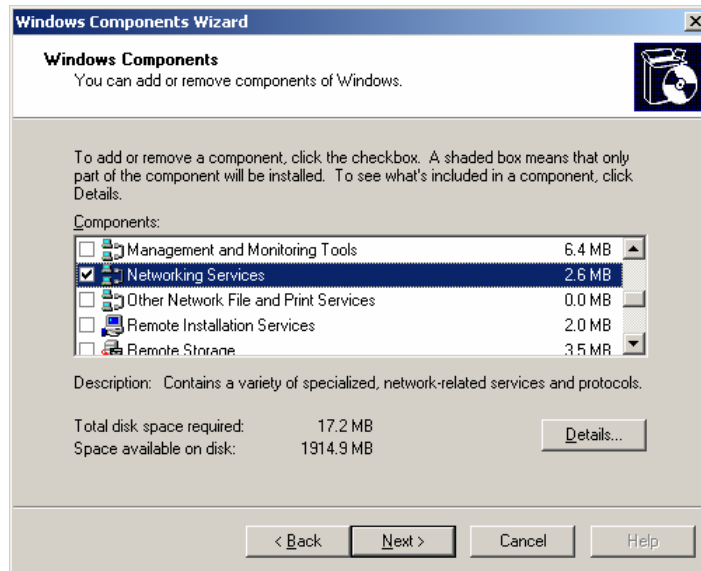 Windows Components Wizard
Windows Components
You can add or remove components of Windows.
To add or remove a component, click the checkbox. A shaded box means that only
part of the component will be installed. To see what's included in a component, click
Details.
Components:
Management and Monitoring Tools 6.4 MB
Networking Services 2.6 MB
Other Network File and Print Services 0.0 MB
Remote Installation Services 2.0 MB
Remote Storage 3.5 MB
Description: Contains a variety of specialized, network-related services and protocols.
Total disk space required: 17.2 MB
Space available on disk: 1914.9 MB
Details...
< Back Next > Cancel Help